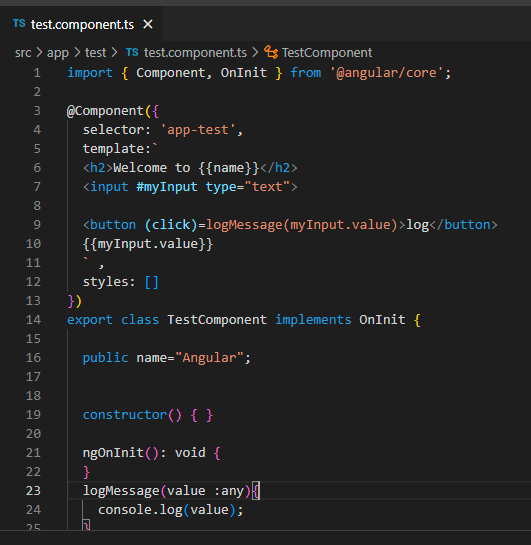 TS test.component.ts ×
src > app > test > TS test.component.ts > TestComponent
1 import { Component, OnInit } from '@angular/core';
2
3 @Component({
4 selector: 'app-test',
5 template:`
6 <h2>Welcome to {{name}}</h2>
7 <input #myInput type="text">
8
9 <button (click)=logMessage(myInput.value)>log</button>
10 {{myInput.value}}
11 ` ,
12 styles: []
13 })
14 export class TestComponent implements OnInit {
15
16 public name="Angular";
17
18
19 constructor() { }
20
21 ngOnInit(): void {
22 }
23 logMessage(value :any){
24 console.log(value);
25 }